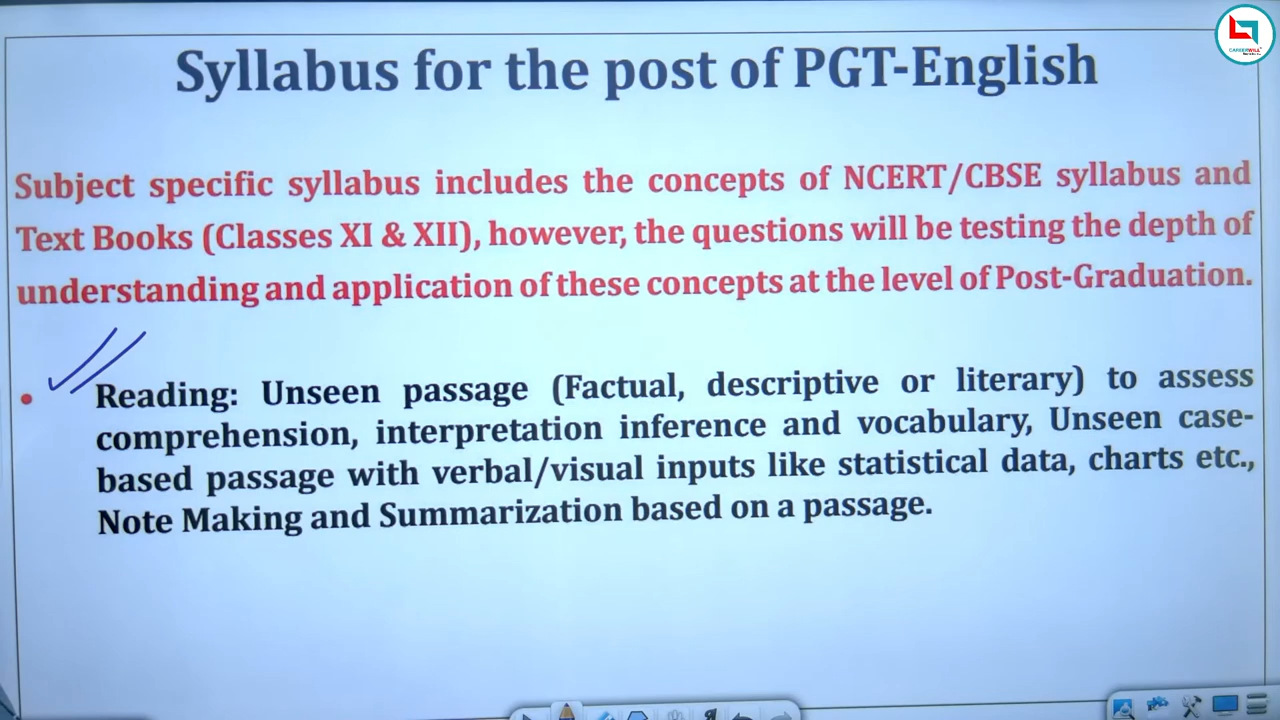 CAREERWILL
Syllabus for the post of PGT-English
Subject specific syllabus includes the concepts of NCERT/CBSE syllabus and
Text Books (Classes XI & XII), however, the questions will be testing the depth of
understanding and application of these concepts at the level of Post-Graduation.
• Reading: Unseen passage (Factual, descriptive or literary) to assess
comprehension, interpretation inference and vocabulary, Unseen case-
based passage with verbal/visual inputs like statistical data, charts etc.,
Note Making and Summarization based on a passage.